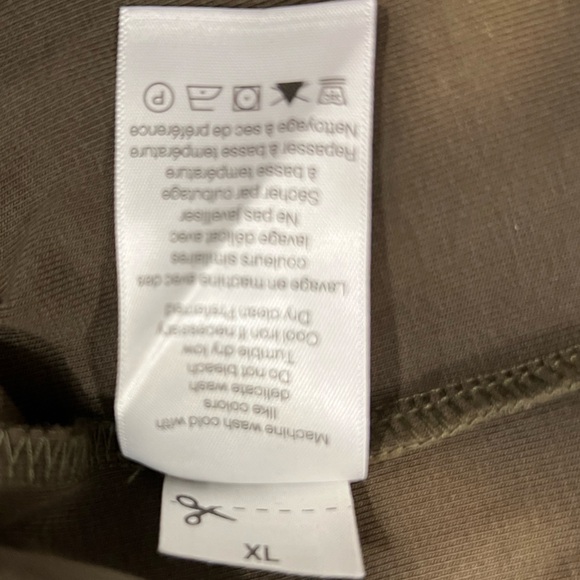 Machine wash cold with
like colors
delicate wash
Do not bleach
Tumble dry low
Cool iron if necessary
Dry clean Preferred
Lavage en machine avec des
couleurs similaires
lavage délicat avec
Ne pas javelliser
Sécher par culbutage
à basse température
Repasser à basse température
Nettoyage à sec de préférence
P
XL